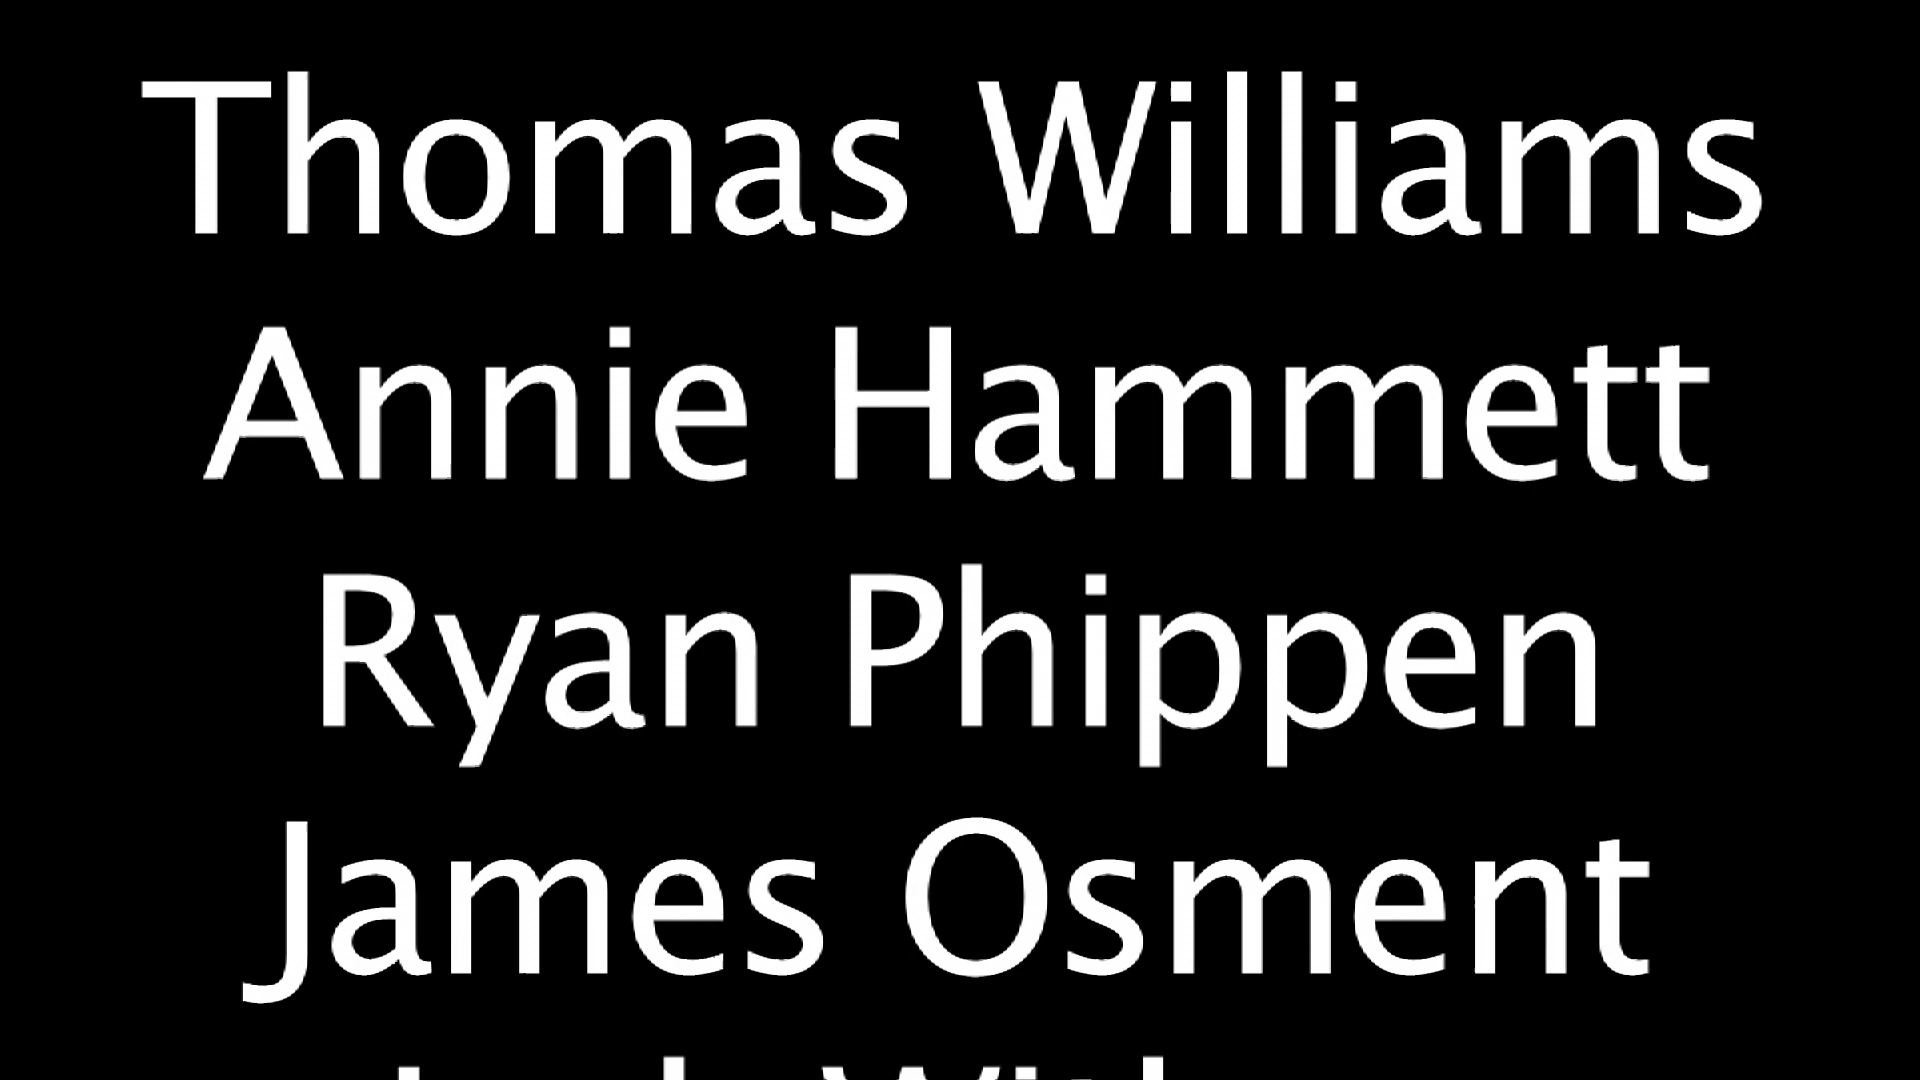 Thomas Williams
Annie Hammett
Ryan Phippen
James Osment